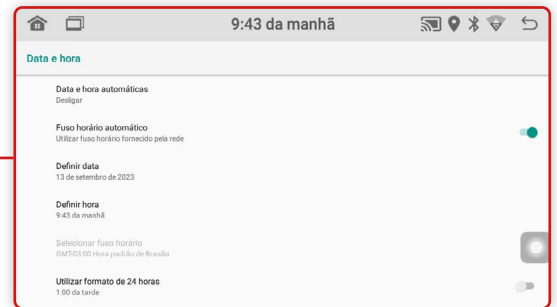 9:43 da manhã
Data e hora
Data e hora automáticas
Desligar
Fuso horário automático
Utilizar fuso horário fornecido pela rede
Definir data
13 de setembro de 2023
Definir hora
9:43 da manhã
Selecionar fuso horário
GMT-03:00 Hora padrão de Brasília
Utilizar formato de 24 horas
1:00 da tarde